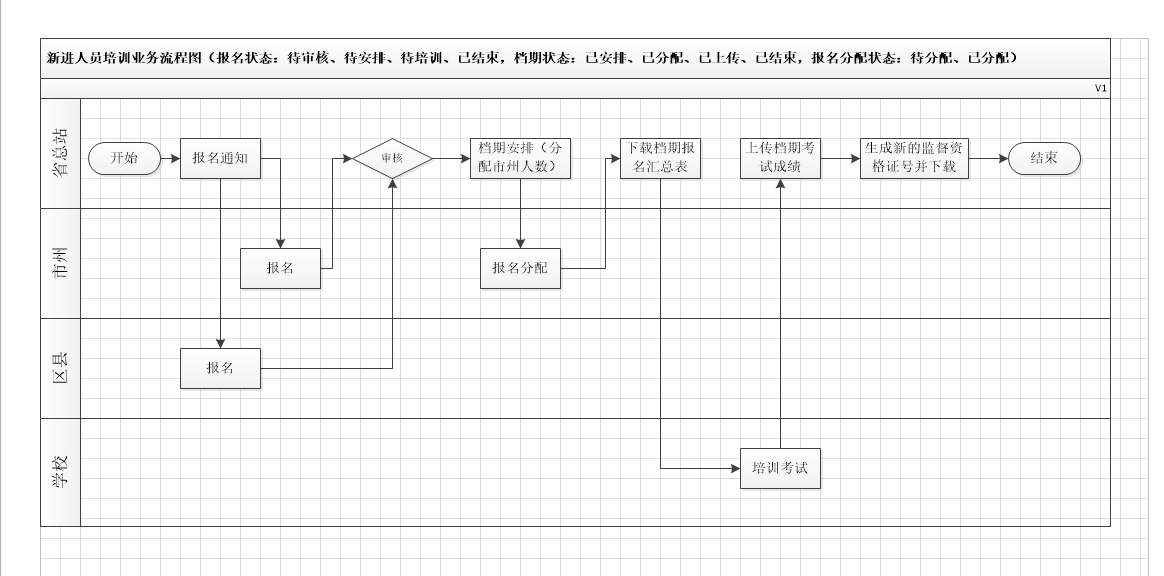 新进人员培训业务流程图（报名状态：待审核、待安排、待培训、已结束，档期状态：已安排、已分配、已上传、已结束，报名分配状态：待分配、已分配）
V1
省总站
开始
报名通知
审核
档期安排（分
配市州人数）
下载档期报
名汇总表
上传档期考
试成绩
生成新的监督资
格证号并下载
结束
市州
报名
报名分配
区县
报名
学校
培训考试